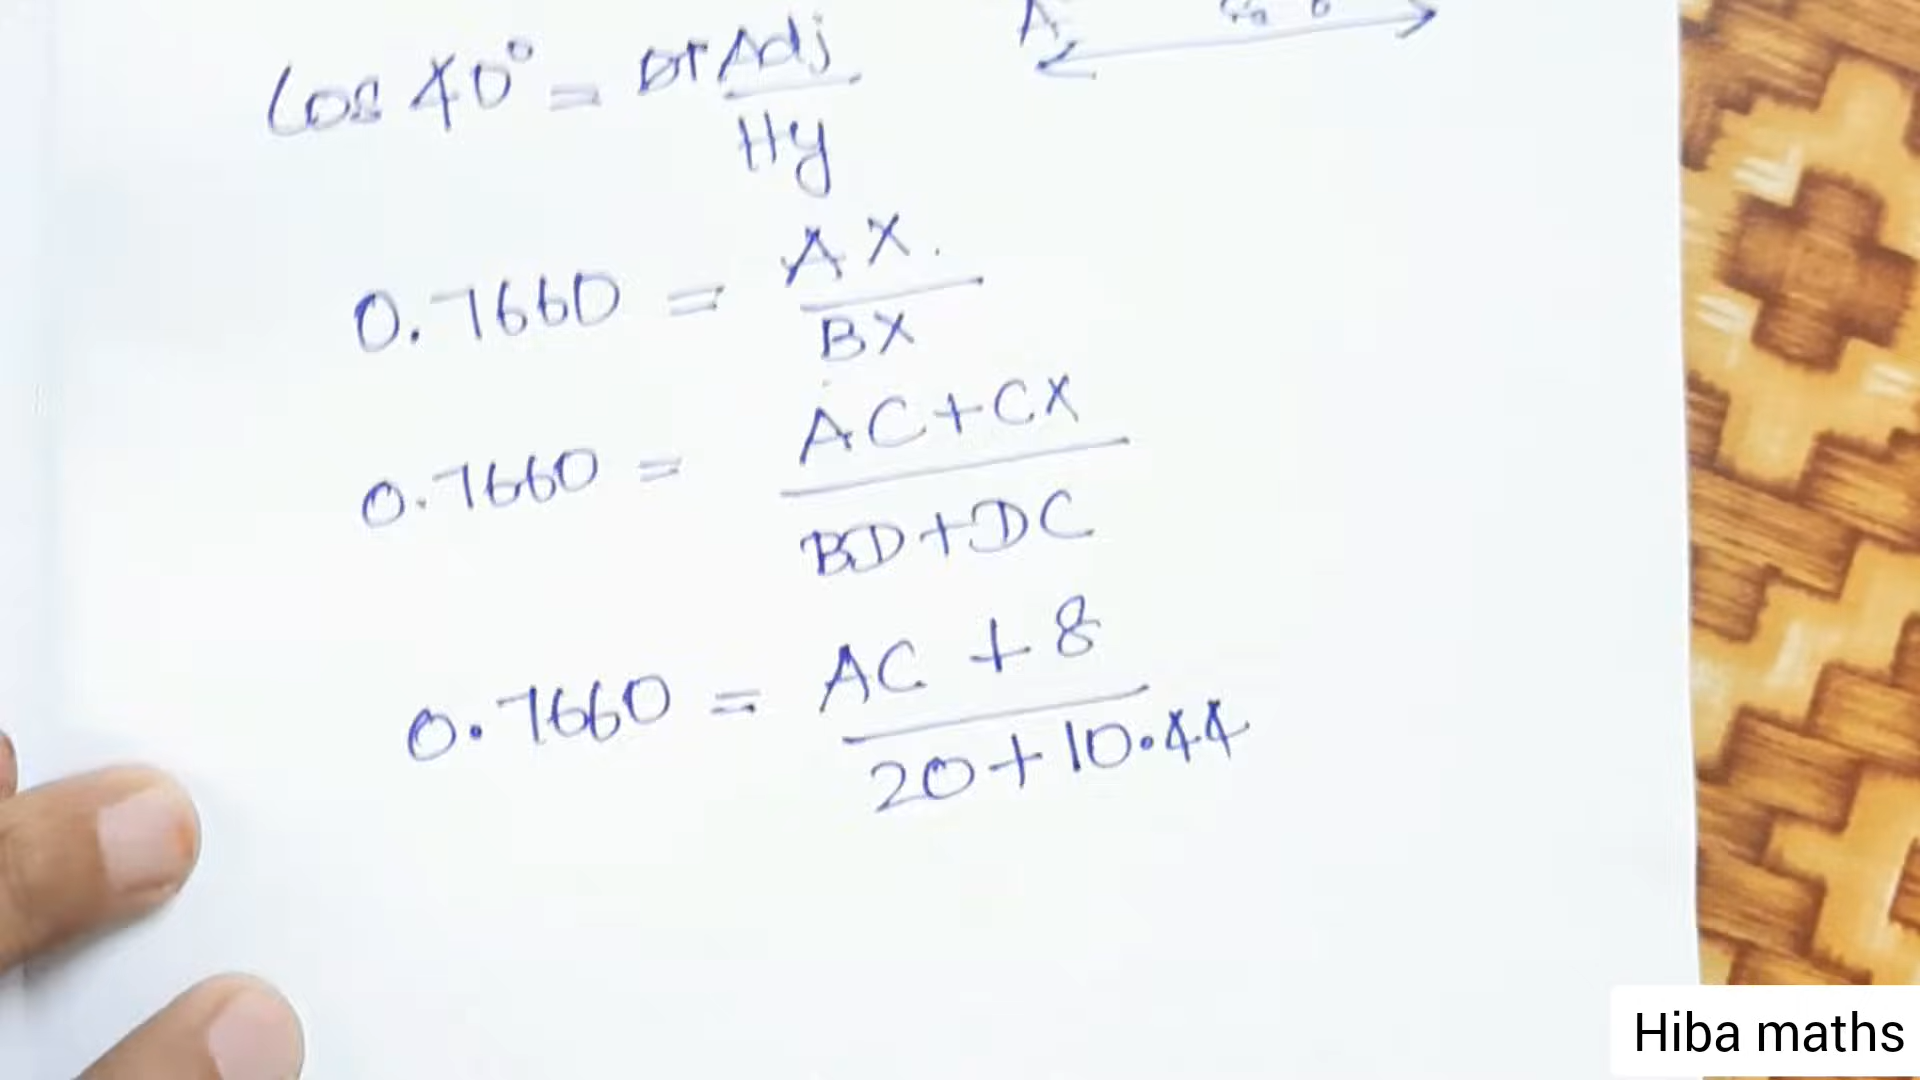 A
Cos 40° = Adj
Hy
0.7660 = AX.
BX
0.7660 = AC+CX
BD+DC
0.7660 = AC + 8
20+10.44
Hiba maths